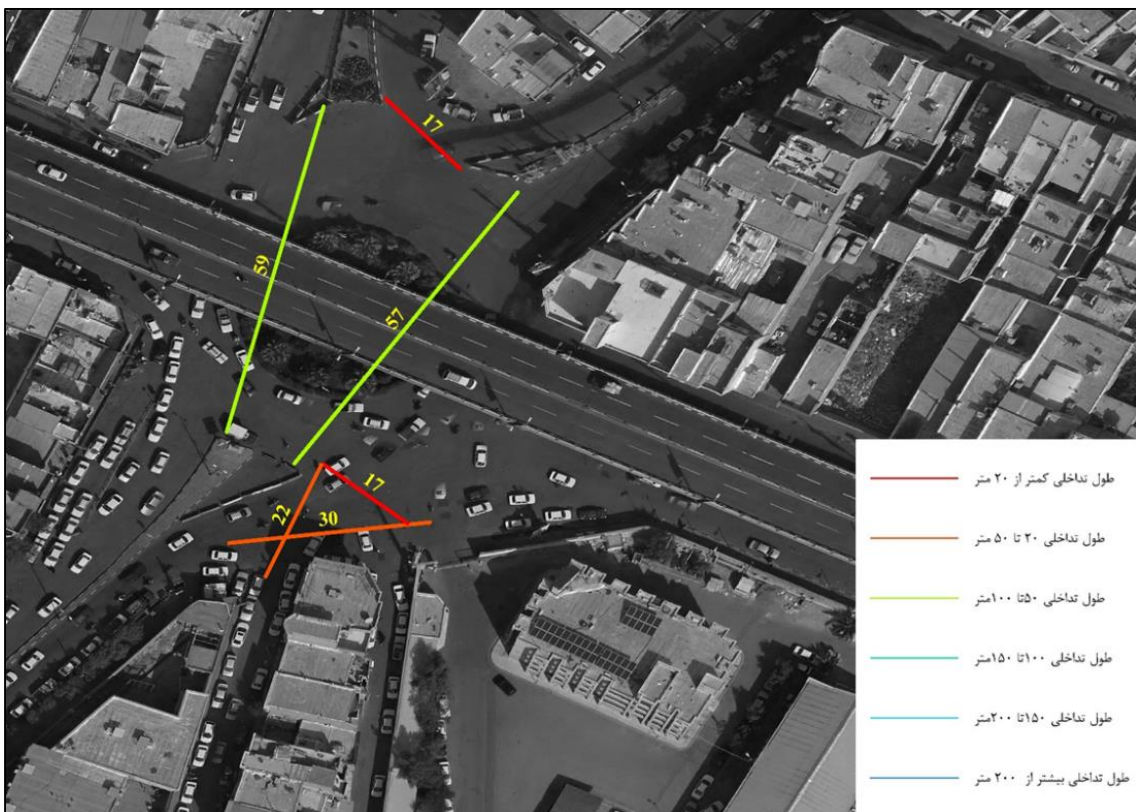 17
59
57
17
22
30
طول تداخلی کمتر از ۲۰ متر
طول تداخلی ۲۰ تا ۵۰ متر
طول تداخلی ۵۰تا ۱۰۰متر
طول تداخلی ۱۰۰تا ۱۵۰متر
طول تداخلی ۱۵۰تا ۲۰۰متر
طول تداخلی بیشتر از ۲۰۰ متر